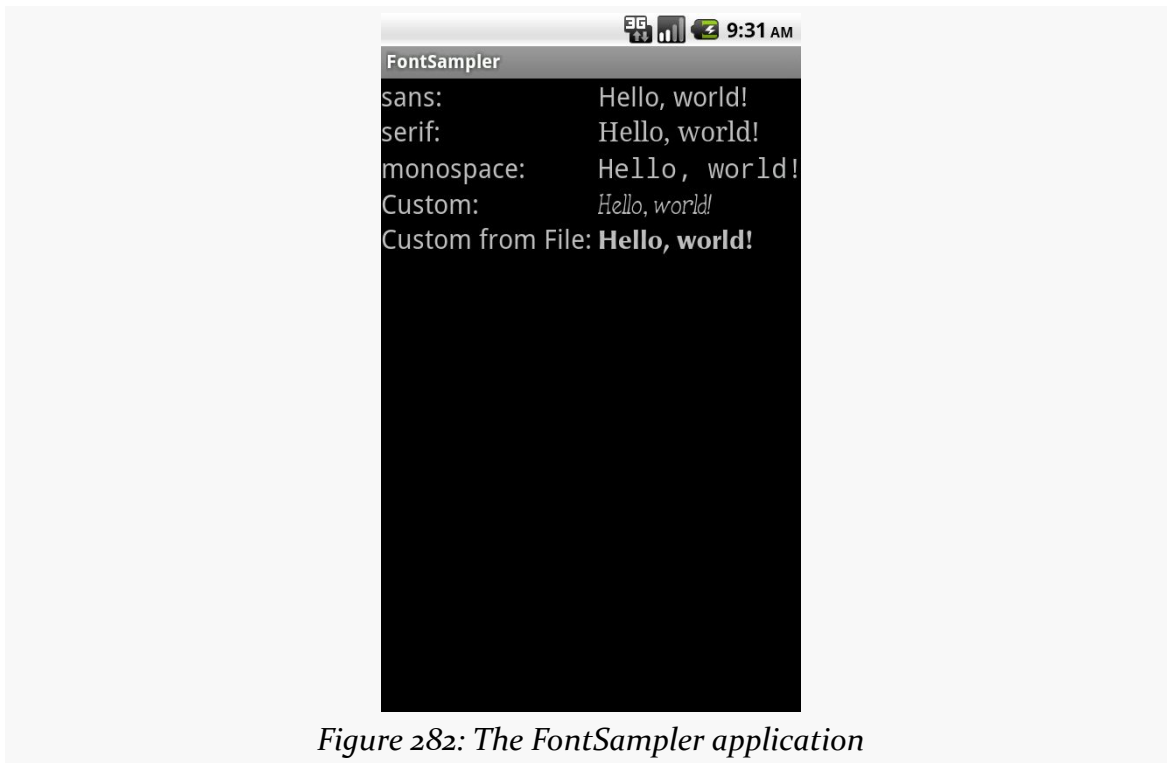 3G 9:31 AM
FontSampler
sans: Hello, world!
serif: Hello, world!
monospace: Hello, world!
Custom: Hello, world!
Custom from File: Hello, world!
Figure 282: The FontSampler application